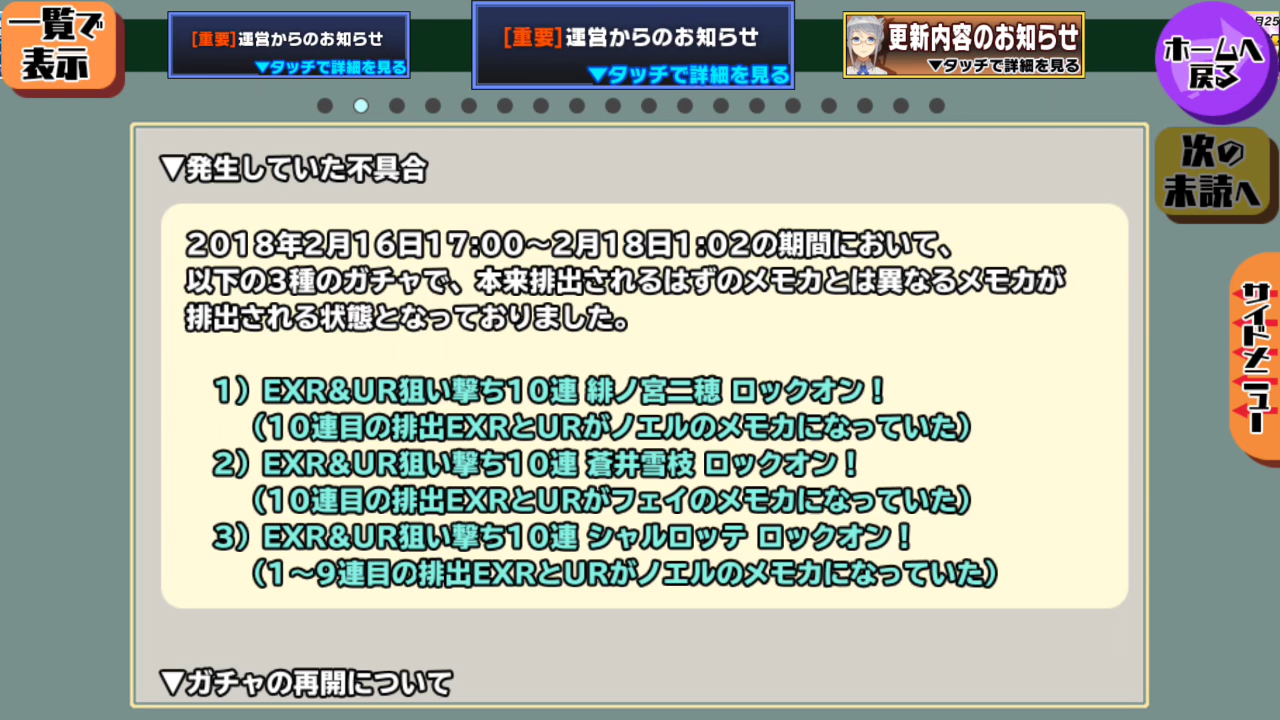 一覧で
表示
[重要]運営からのお知らせ
▼タッチで詳細を見る
[重要]運営からのお知らせ
▼タッチで詳細を見る
更新内容のお知らせ
▼タッチで詳細を見る
月25
ホームへ
戻る
次の
未読へ
サイドメニュー
▼発生していた不具合
2018年2月16日17:00～2月18日1:02の期間において、
以下の3種のガチャで、本来排出されるはずのメモカとは異なるメモカが
排出される状態となっておりました。
1）EXR&UR狙い撃ち10連 緋ノ宮二穂 ロックオン！
（10連目の排出EXRとURがノエルのメモカになっていた）
2）EXR&UR狙い撃ち10連 蒼井雪枝 ロックオン！
（10連目の排出EXRとURがフェイのメモカになっていた）
3）EXR&UR狙い撃ち10連 シャルロッテ ロックオン！
（1～9連目の排出EXRとURがノエルのメモカになっていた）
▼ガチャの再開について